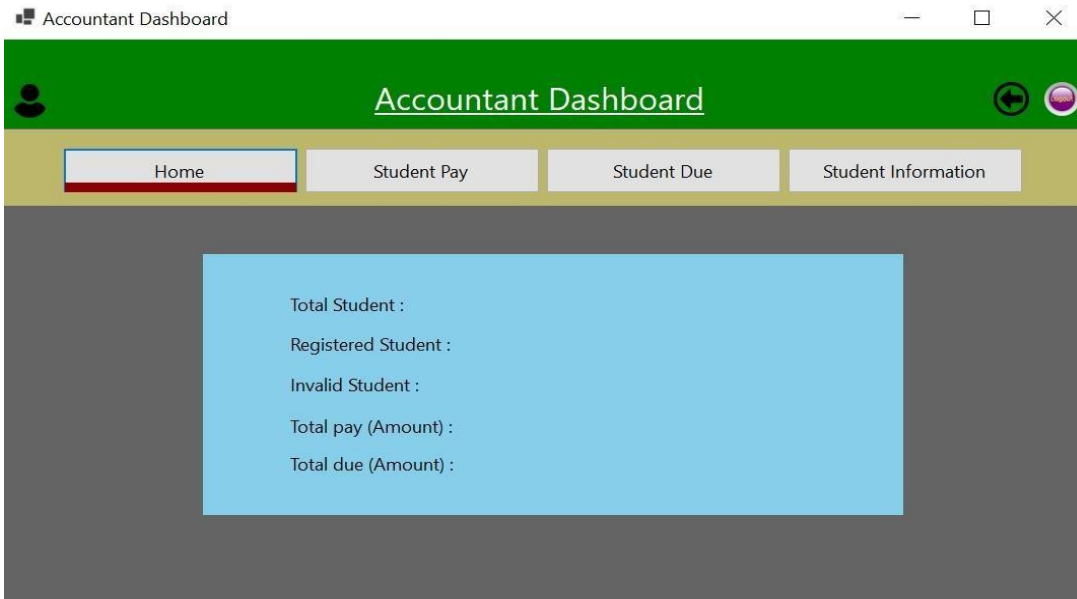 Accountant Dashboard
Accountant Dashboard
Logout
Home
Student Pay
Student Due
Student Information
Total Student :
Registered Student :
Invalid Student :
Total pay (Amount) :
Total due (Amount) :